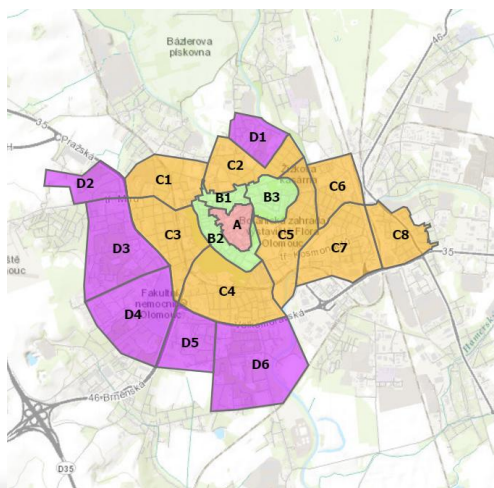 Bázlerova
pískovna
46
35
Pražská
D1
C2
D2
C1
B1
B3
C6
A
C3
B2
C5
C7
C8
D3
35
C4
Fakultní
nemocnice
Olomouc
D4
D5
D6
46 Brněnská
D35